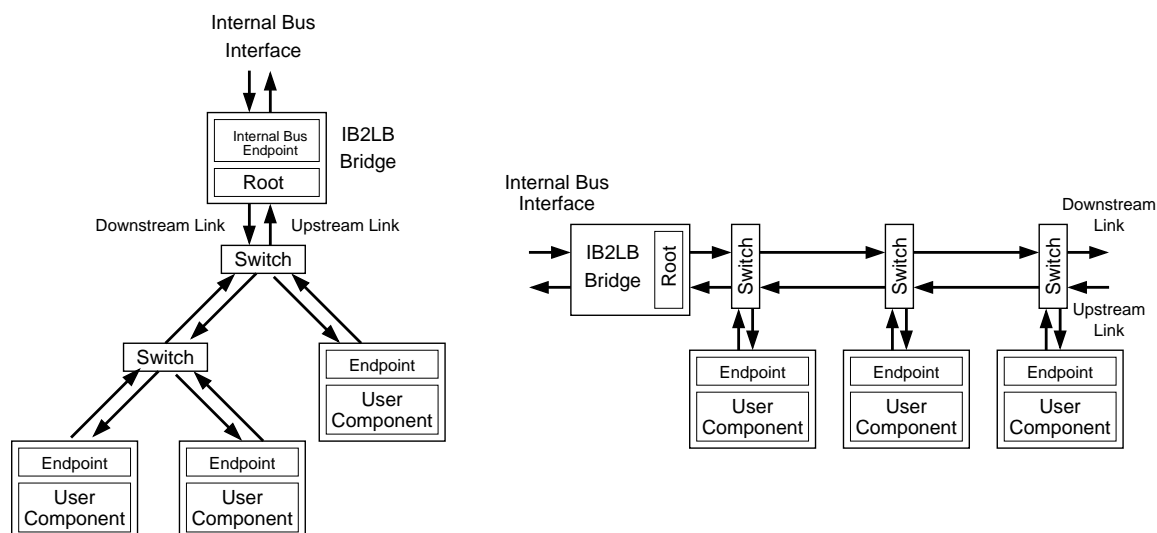 Internal Bus
Interface
Internal Bus
Endpoint
IB2LB
Bridge
Root
Downstream Link
Upstream Link
Switch
Switch
Endpoint
User
Component
Endpoint
User
Component
Endpoint
User
Component
Internal Bus
Interface
IB2LB
Bridge
Root
Switch
Switch
Switch
Downstream
Link
Upstream
Link
Endpoint
User
Component
Endpoint
User
Component
Endpoint
User
Component